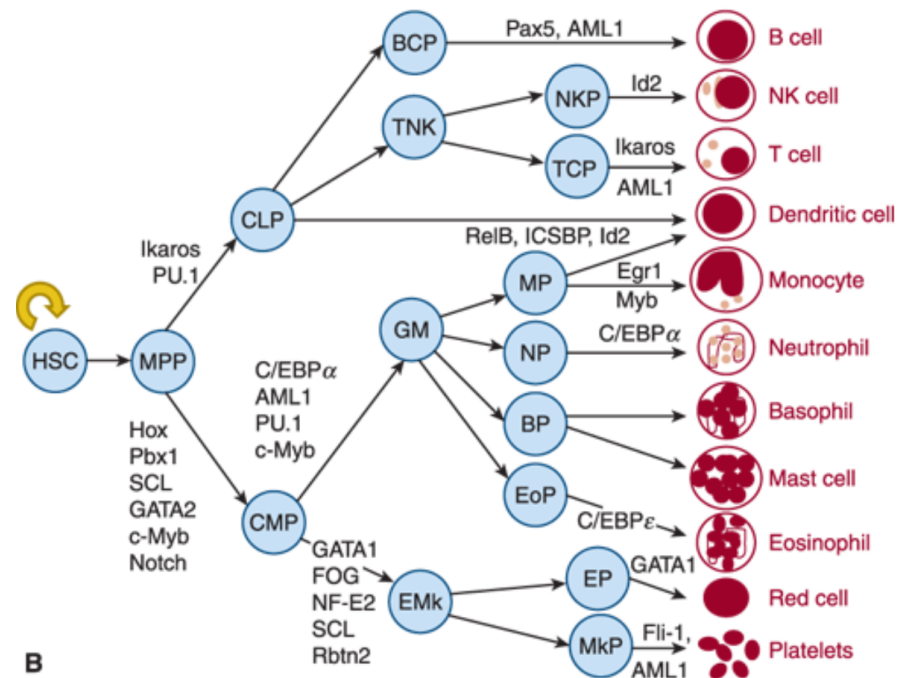 BCP
Pax5, AML1
B cell
TNK
NKP
Id2
NK cell
TCP
Ikaros
AML1
T cell
CLP
Dendritic cell
Ikaros
PU.1
RelB, ICSBP, Id2
MP
Egr1
Myb
Monocyte
HSC
MPP
GM
NP
C/EBPα
Neutrophil
C/EBPα
AML1
PU.1
c-Myb
BP
Basophil
Mast cell
Hox
Pbx1
SCL
GATA2
c-Myb
Notch
CMP
EoP
C/EBPε
Eosinophil
GATA1
FOG
NF-E2
SCL
Rbtn2
EMk
EP
GATA1
Red cell
MkP
Fli-1,
AML1
Platelets
B